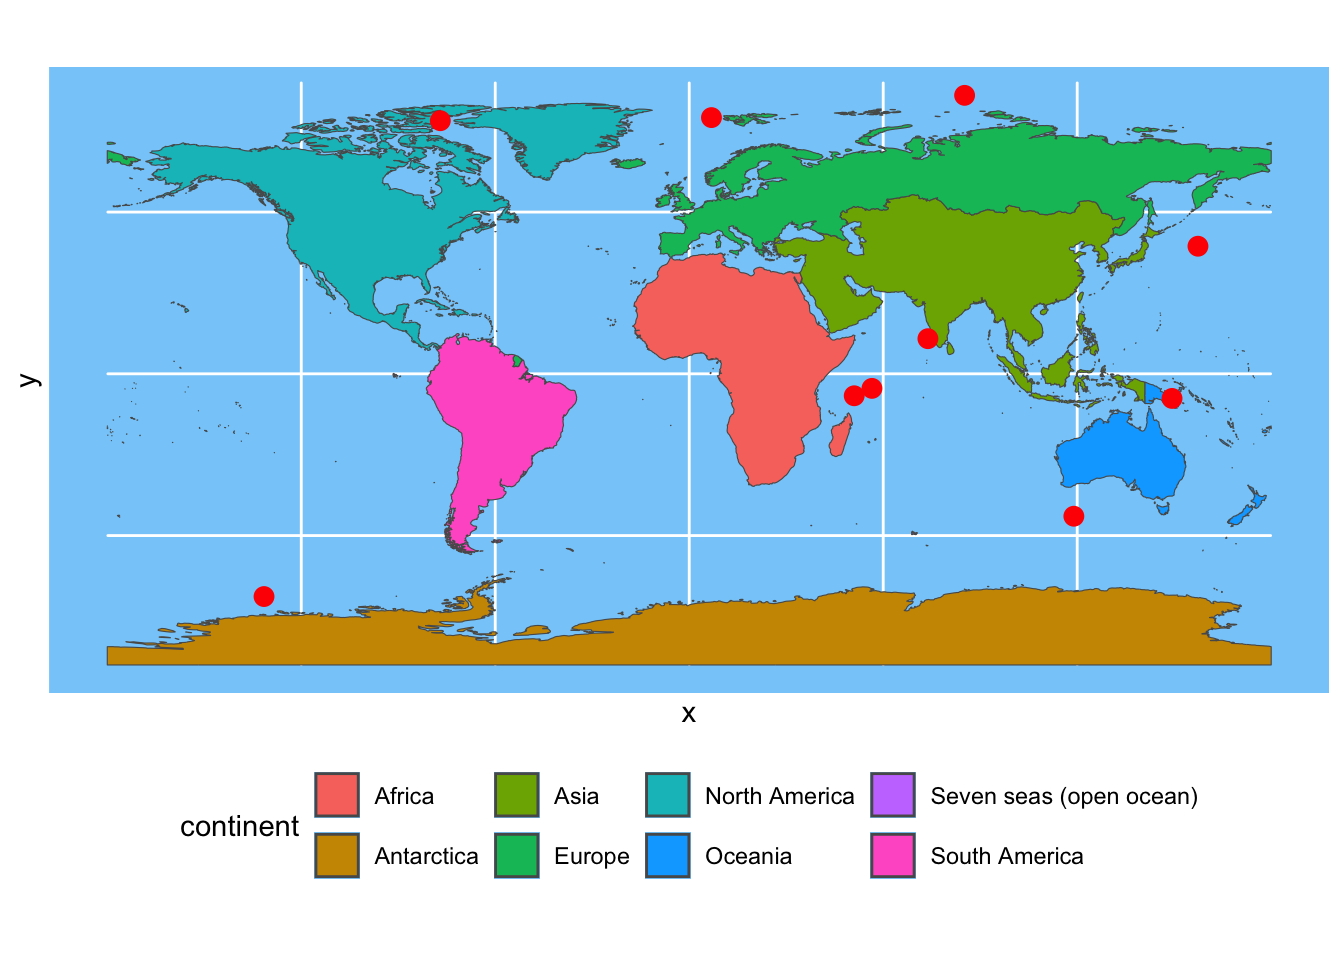 y
x
continent
Africa Asia North America Seven seas (open ocean)
Antarctica Europe Oceania South America